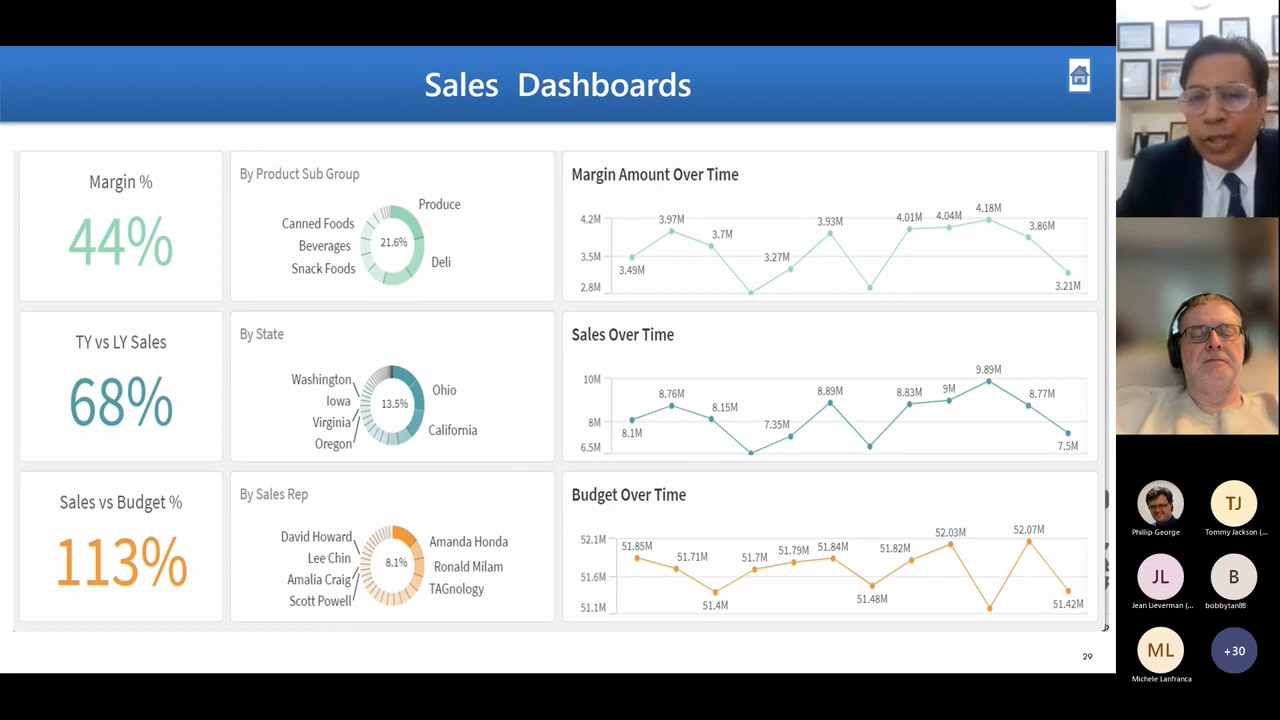 Sales Dashboards
Margin %
44%
By Product Sub Group
Produce
Canned Foods
Beverages
Snack Foods
21.6%
Deli
Margin Amount Over Time
4.2M
3.5M
2.8M
3.49M
3.97M
3.7M
3.27M
3.93M
4.01M
4.04M
4.18M
3.86M
3.21M
TY vs LY Sales
68%
By State
Washington
Iowa
Virginia
Oregon
13.5%
Ohio
California
Sales Over Time
10M
8M
6.5M
8.1M
8.76M
8.15M
7.35M
8.89M
8.83M
9M
9.89M
8.77M
7.5M
Sales vs Budget %
113%
By Sales Rep
David Howard
Lee Chin
Amalia Craig
Scott Powell
8.1%
Amanda Honda
Ronald Milam
TAGnology
Budget Over Time
52.1M
51.6M
51.1M
51.85M
51.71M
51.4M
51.7M
51.79M
51.84M
51.48M
51.82M
52.03M
52.07M
51.42M
29
Phillip George
TJ
Tommy Jackson (...
JL
Jean Lieverman (...
B
bobbytan88
ML
Michele Lanfranca
+30